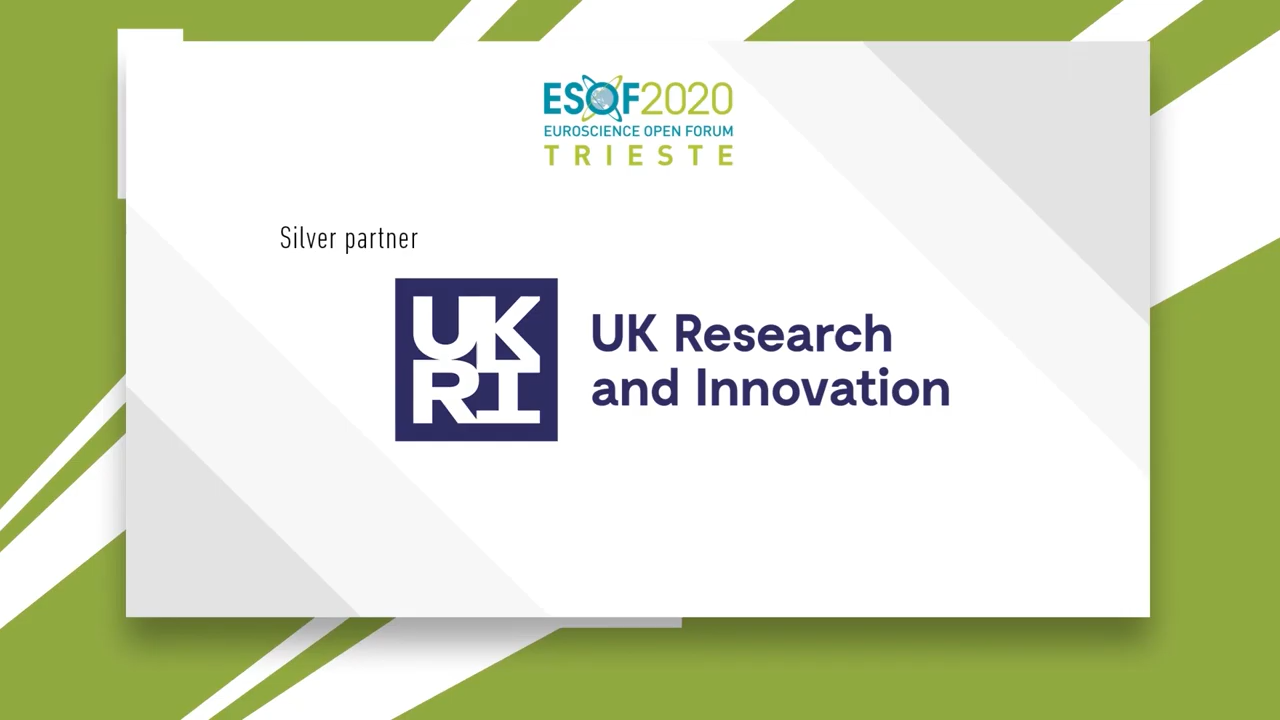 ESOF2020
EUROSCIENCE OPEN FORUM
TRIESTE
Silver partner
UK
RI
UK Research
and Innovation